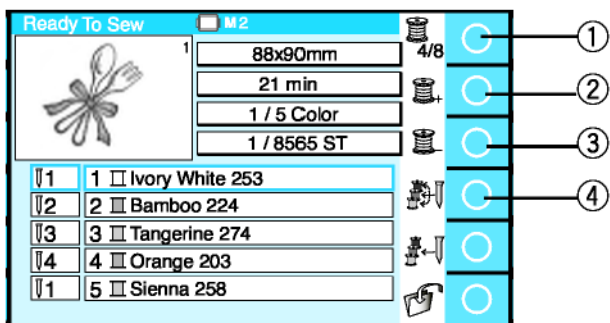 Ready To Sew M2
1
4/8
88x90mm
21 min
1 / 5 Color
1 / 8565 ST
1 1 Ivory White 253
2 2 Bamboo 224
3 3 Tangerine 274
4 4 Orange 203
1 5 Sienna 258
1
2
3
4